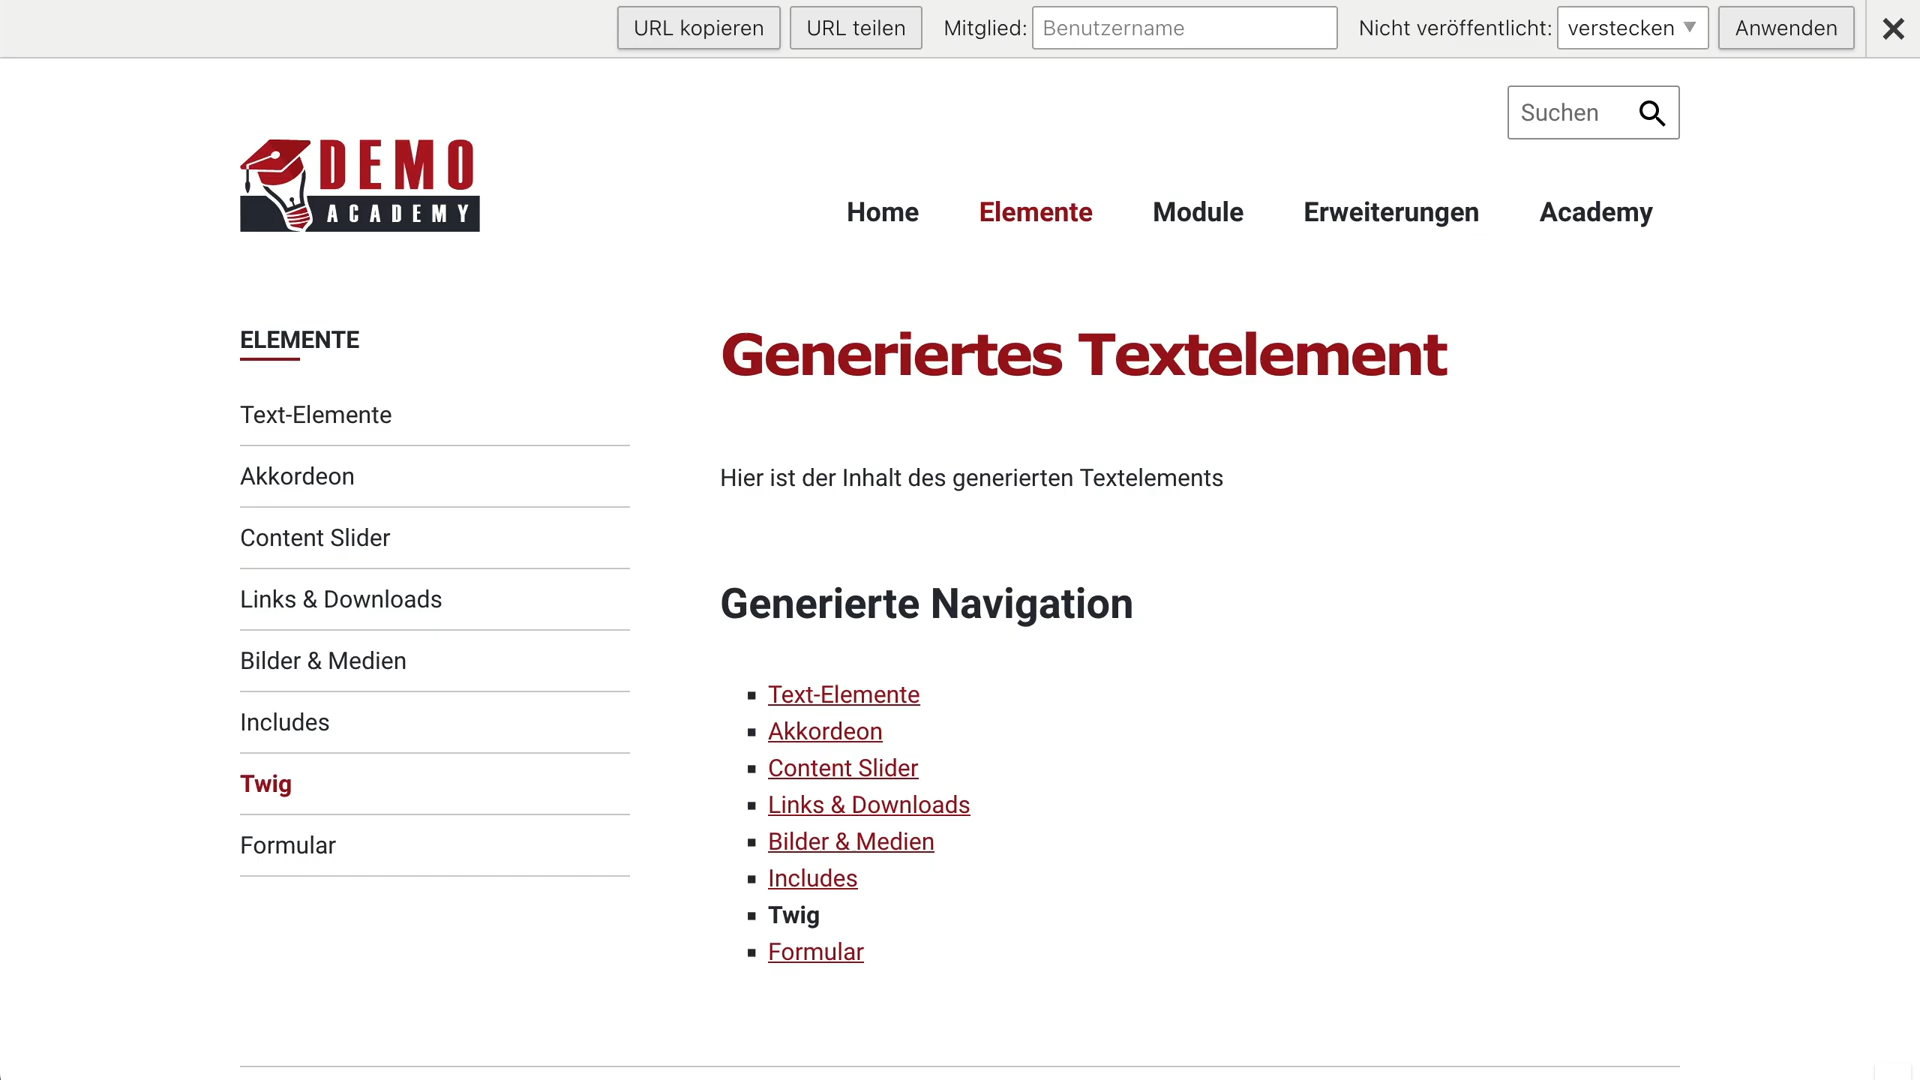 URL kopieren URL teilen Mitglied: Benutzername Nicht veröffentlicht: verstecken Anwenden
Suchen
DEMO
ACADEMY
Home Elemente Module Erweiterungen Academy
ELEMENTE
Text-Elemente
Akkordeon
Content Slider
Links & Downloads
Bilder & Medien
Includes
Twig
Formular
Generiertes Textelement
Hier ist der Inhalt des generierten Textelements
Generierte Navigation
Text-Elemente
Akkordeon
Content Slider
Links & Downloads
Bilder & Medien
Includes
Twig
Formular